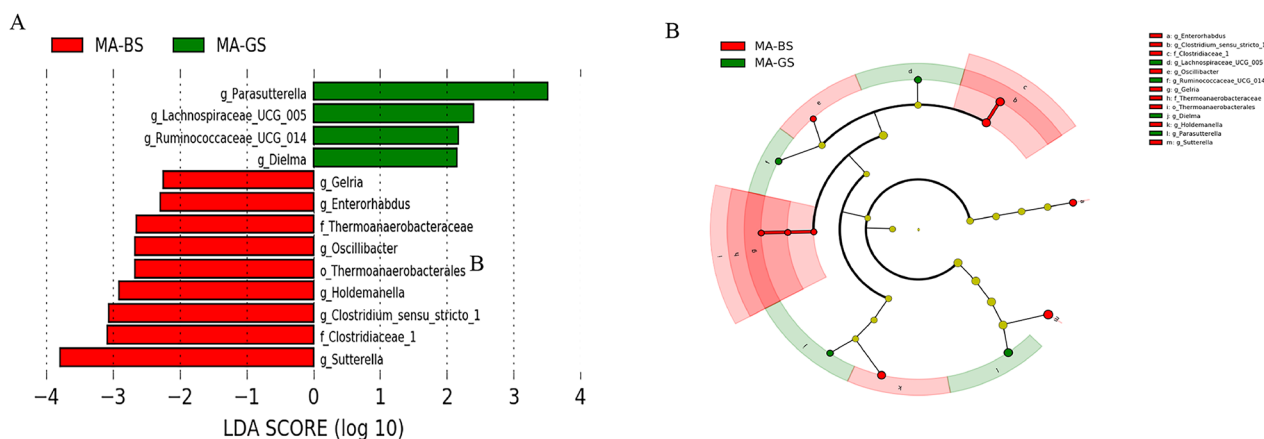 A
MA-BS MA-GS
g_Parasutterella
g_Lachnospiraceae_UCG_005
g_Ruminococcaceae_UCG_014
g_Dielma
g_Gelria
g_Enterorhabdus
f_Thermoanaerobacteraceae
g_Oscillibacter
o_Thermoanaerobacterales
B
g_Holdemanella
g_Clostridium_sensu_stricto_1
f_Clostridiaceae_1
g_Sutterella
−4 −3 −2 −1 0 1 2 3 4
LDA SCORE (log 10)
B
MA-BS
MA-GS
a: g_Enterorhabdus
b: g_Clostridium_sensu_stricto_1
c: f_Clostridiaceae_1
d: g_Lachnospiraceae_UCG_005
e: g_Oscillibacter
f: g_Ruminococcaceae_UCG_014
g: g_Gelria
h: f_Thermoanaerobacteraceae
i: o_Thermoanaerobacterales
j: g_Dielma
k: g_Holdemanella
l: g_Parasutterella
m: g_Sutterella
d
c
b
e